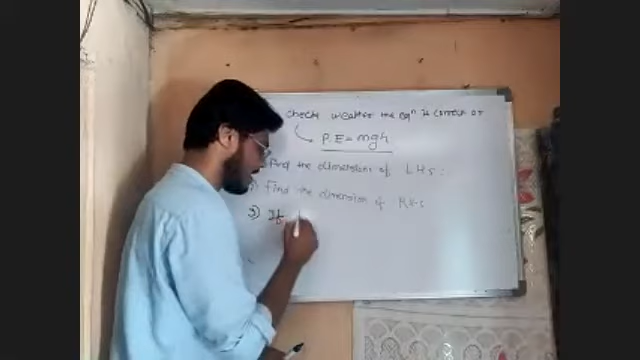 check weather the eqn is correct or
P.E = mgh
Find the dimension of LHS.
Find the dimension of RHS
3) If